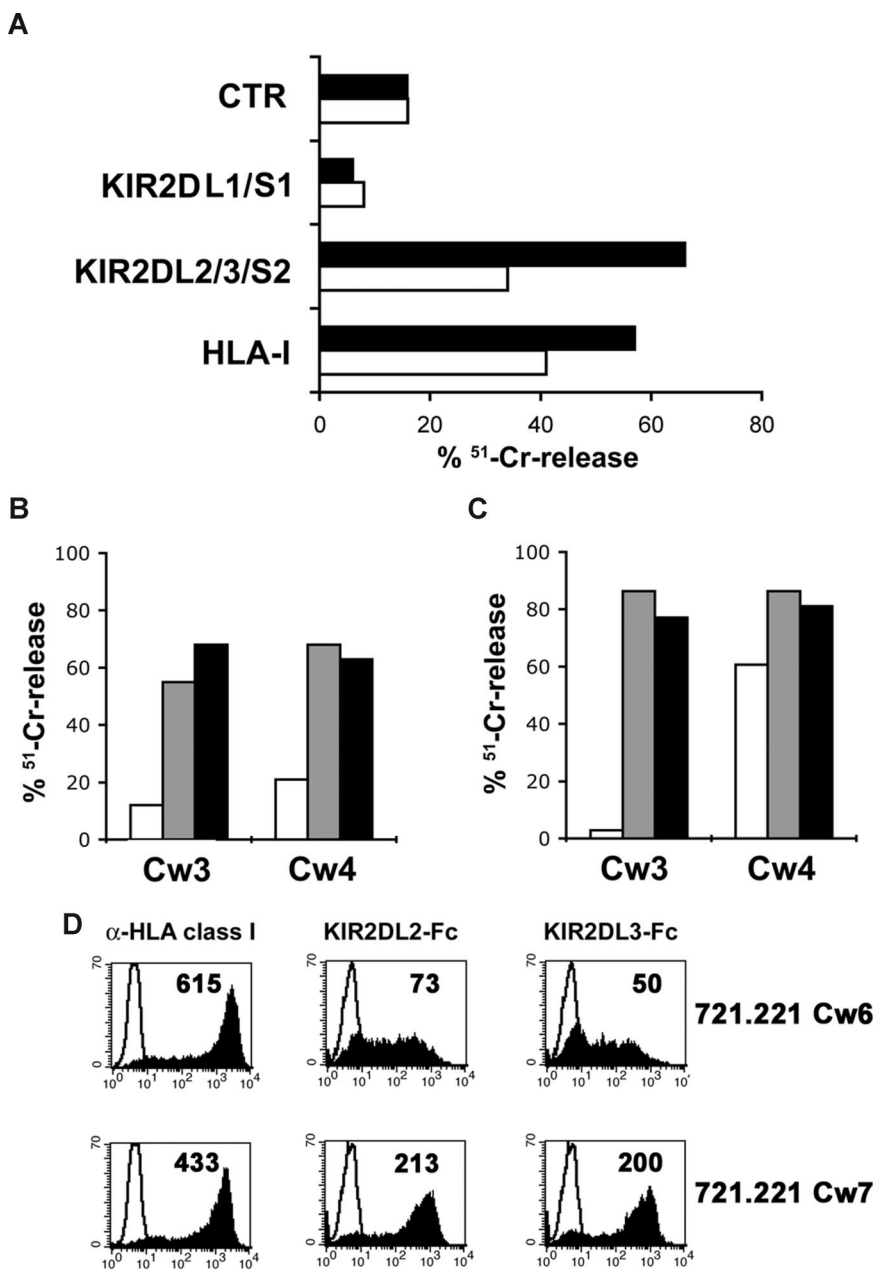 A
CTR
KIR2DL1/S1
KIR2DL2/3/S2
HLA-I
0 20 40 60 80
% ⁵¹-Cr-release
B
C
100
80
60
40
20
0
% ⁵¹-Cr-release
Cw3 Cw4
100
80
60
40
20
0
% ⁵¹-Cr-release
Cw3 Cw4
D
α-HLA class I KIR2DL2-Fc KIR2DL3-Fc
70 615 70 73 70 50
721.221 Cw6
0 0 0
10⁰ 10¹ 10² 10³ 10⁴ 10⁰ 10¹ 10² 10³ 10⁴ 10⁰ 10¹ 10² 10³ 10⁴
70 433 70 213 70 200
721.221 Cw7
0 0 0
10⁰ 10¹ 10² 10³ 10⁴ 10⁰ 10¹ 10² 10³ 10⁴ 10⁰ 10¹ 10² 10³ 10⁴